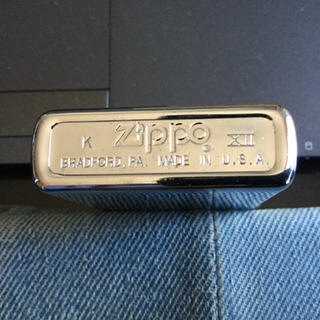 K Zippo XII
BRADFORD, PA. MADE IN U.S.A.